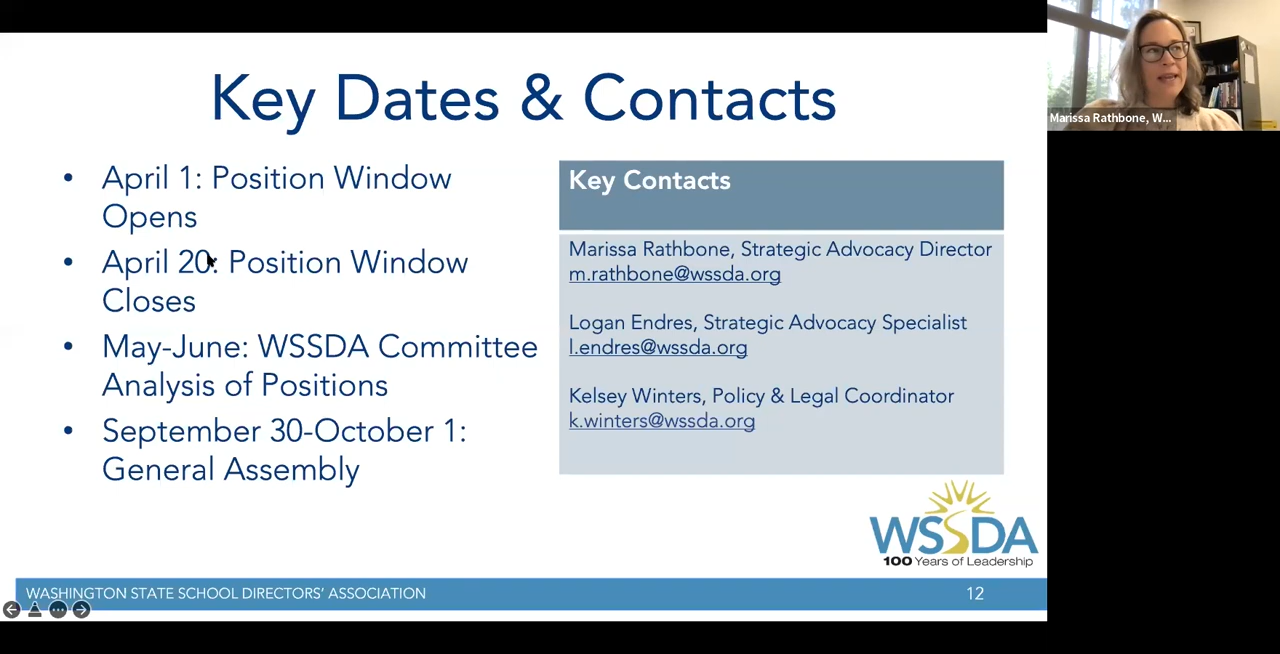 Key Dates & Contacts
• April 1: Position Window
Opens
• April 20: Position Window
Closes
• May-June: WSSDA Committee
Analysis of Positions
• September 30-October 1:
General Assembly
Key Contacts
Marissa Rathbone, Strategic Advocacy Director
m.rathbone@wssda.org
Logan Endres, Strategic Advocacy Specialist
l.endres@wssda.org
Kelsey Winters, Policy & Legal Coordinator
k.winters@wssda.org
WSSDA
100 Years of Leadership
WASHINGTON STATE SCHOOL DIRECTORS’ ASSOCIATION
12
Marissa Rathbone, W...